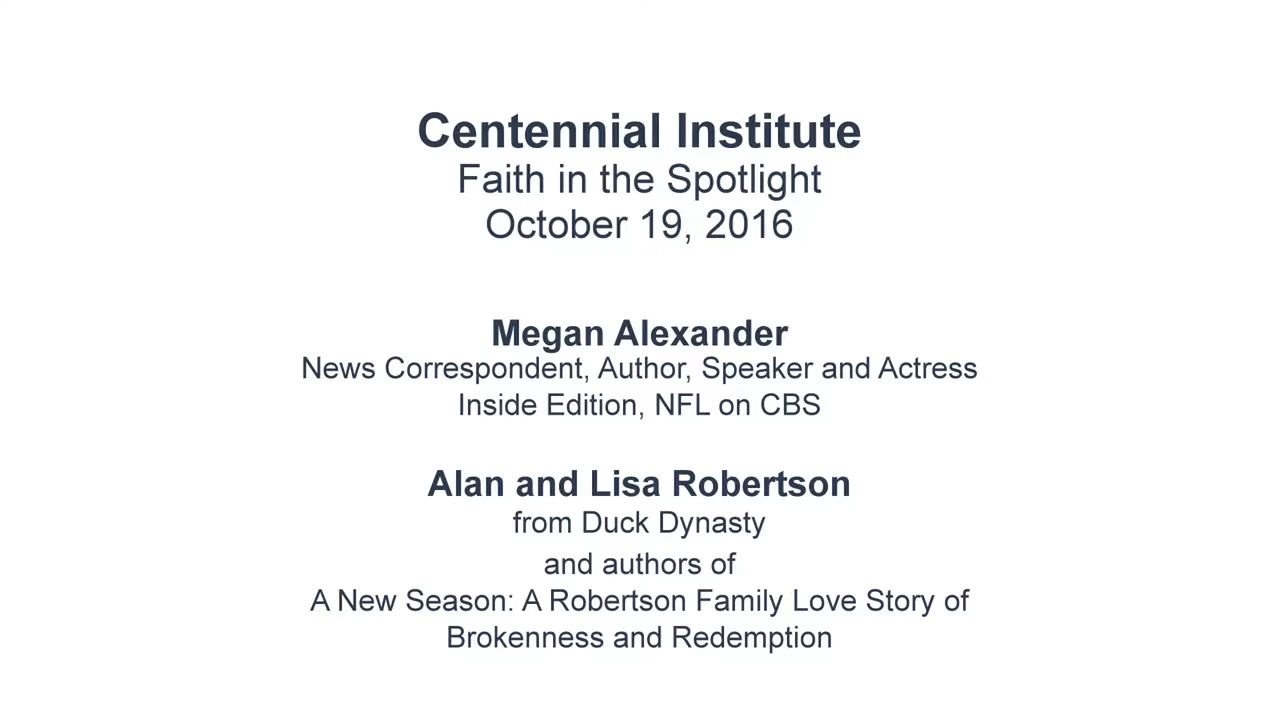 Centennial Institute
Faith in the Spotlight
October 19, 2016
Megan Alexander
News Correspondent, Author, Speaker and Actress
Inside Edition, NFL on CBS
Alan and Lisa Robertson
from Duck Dynasty
and authors of
A New Season: A Robertson Family Love Story of
Brokenness and Redemption